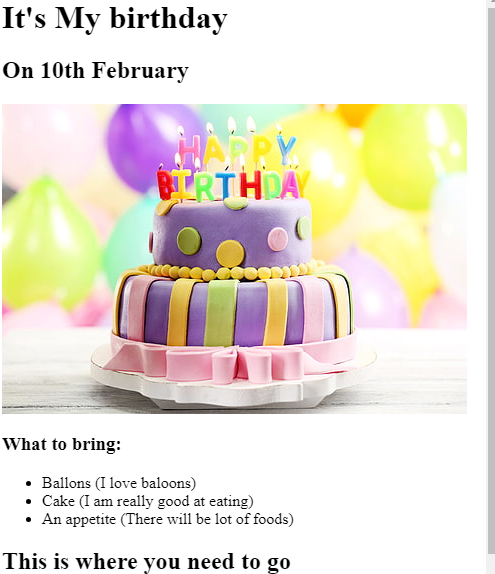 It's My birthday
On 10th February
HAPPY
BIRTHDAY
What to bring:
Ballons (I love baloons)
Cake (I am really good at eating)
An appetite (There will be lot of foods)
This is where you need to go